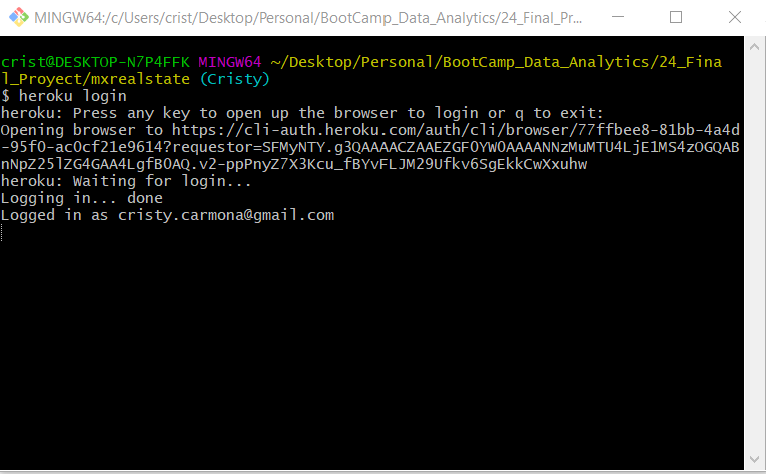 MINGW64:/c/Users/crist/Desktop/Personal/BootCamp_Data_Analytics/24_Final_Pr...
crist@DESKTOP-N7P4FFK MINGW64 ~/Desktop/Personal/BootCamp_Data_Analytics/24_Fina
l_Proyect/mxrealstate (Cristy)
$ heroku login
heroku: Press any key to open up the browser to login or q to exit:
Opening browser to https://cli-auth.heroku.com/auth/cli/browser/77ffbee8-81bb-4a4d
-95f0-ac0cf21e9614?requestor=SFMyNTY.g3QAAAACZAAEZGF0YW0AAAANNzMuMTU4LjE1MS4zOGQAB
nNpZ25lZG4GAA4LgfB0AQ.v2-ppPnyZ7X3Kcu_fBYvFLJM29Ufkv6SgEkkCwXxuhw
heroku: Waiting for login...
Logging in... done
Logged in as cristy.carmona@gmail.com